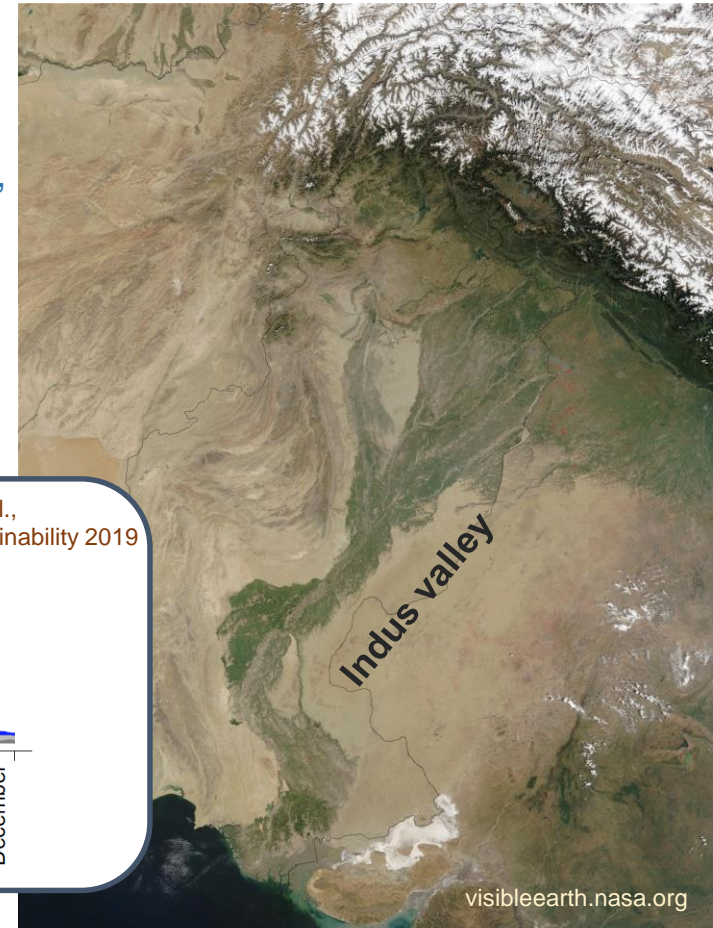 ,
l.,
inability 2019
December
Indus valley
visibleearth.nasa.org